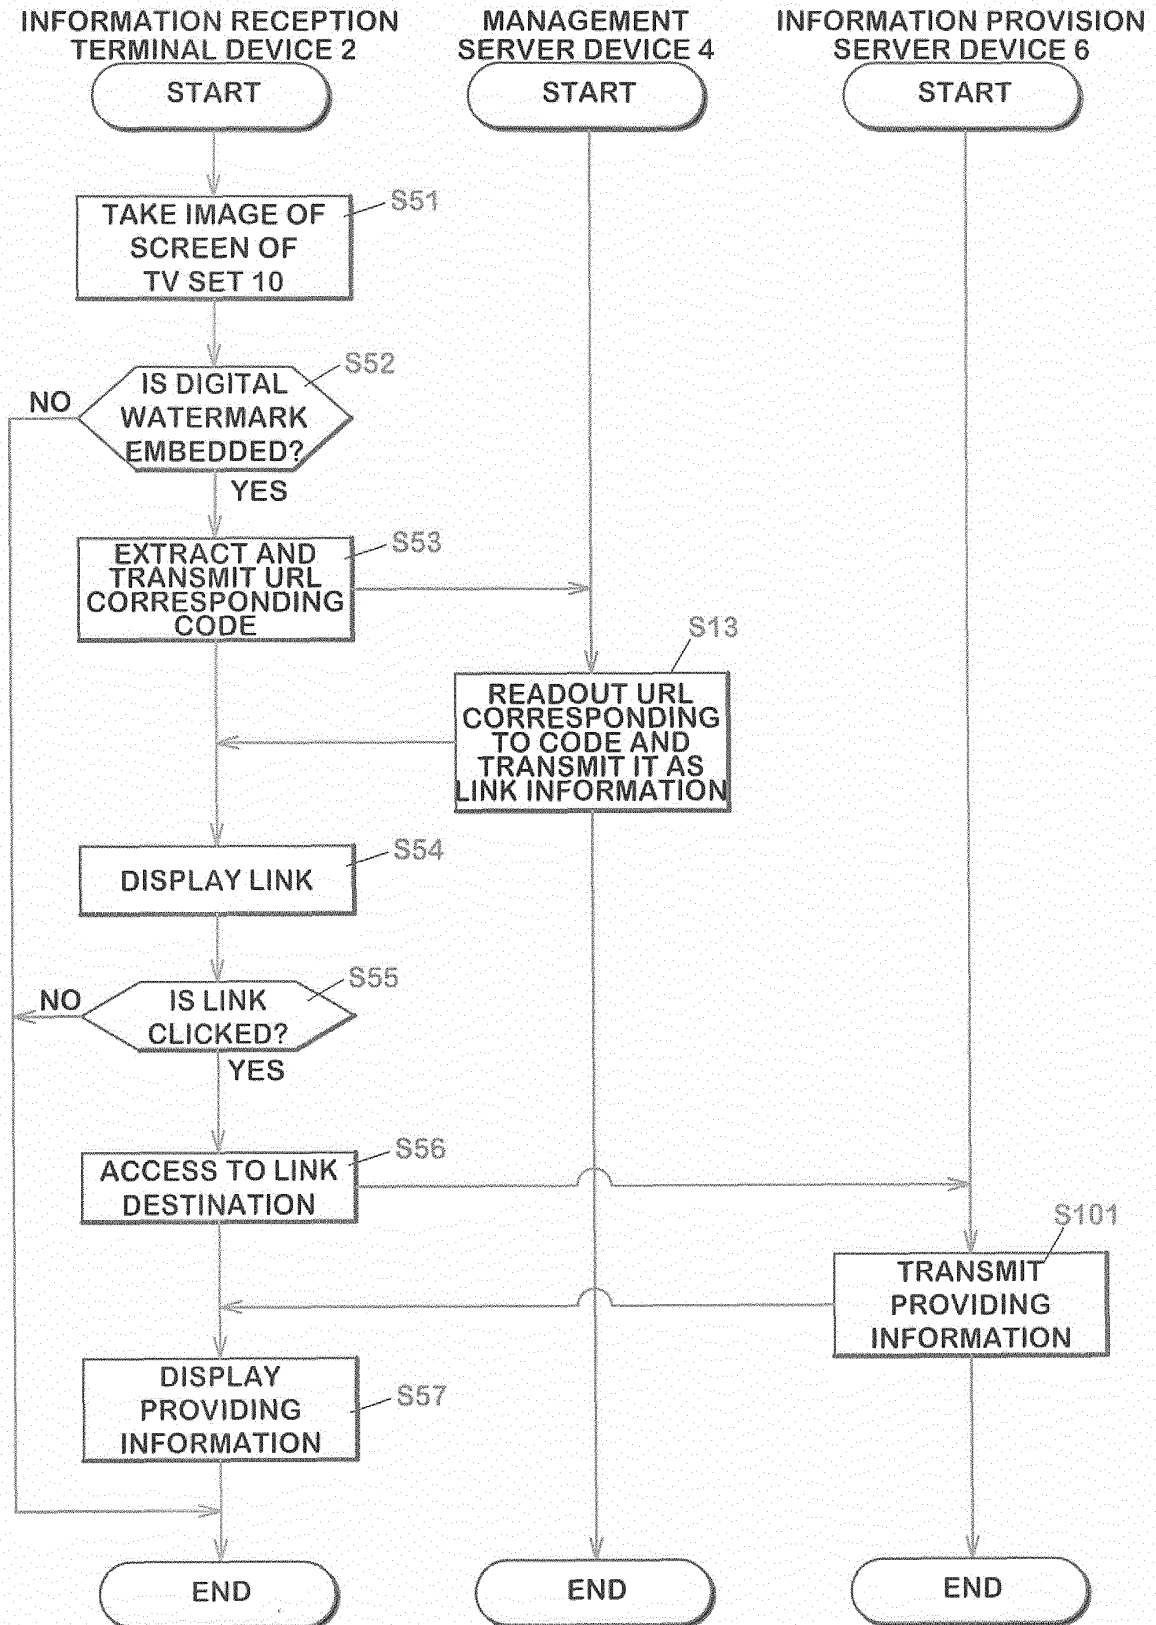 INFORMATION RECEPTION
TERMINAL DEVICE 2
MANAGEMENT
SERVER DEVICE 4
INFORMATION PROVISION
SERVER DEVICE 6
START
START
START
S51
TAKE IMAGE OF
SCREEN OF
TV SET 10
S52
IS DIGITAL
WATERMARK
EMBEDDED?
NO
YES
S53
EXTRACT AND
TRANSMIT URL
CORRESPONDING
CODE
S13
READOUT URL
CORRESPONDING
TO CODE AND
TRANSMIT IT AS
LINK INFORMATION
S54
DISPLAY LINK
S55
NO
IS LINK
CLICKED?
YES
S56
ACCESS TO LINK
DESTINATION
S101
TRANSMIT
PROVIDING
INFORMATION
DISPLAY
PROVIDING
INFORMATION
S57
END
END
END